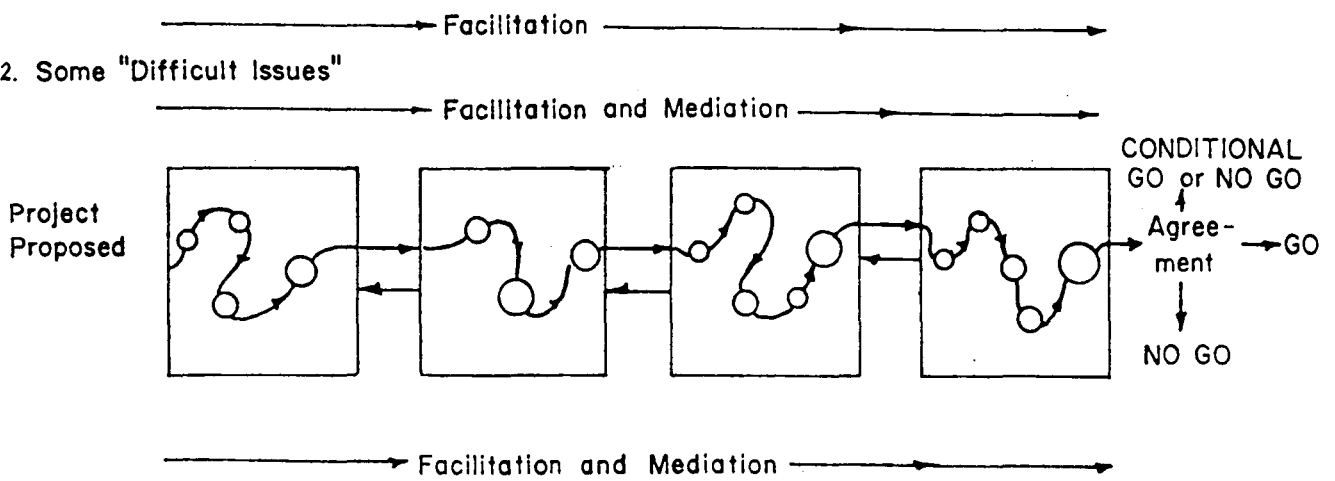 Facilitation
2. Some "Difficult Issues"
Facilitation and Mediation
CONDITIONAL
GO or NO GO
Project
Proposed
Agree-
ment
GO
NO GO
Facilitation and Mediation